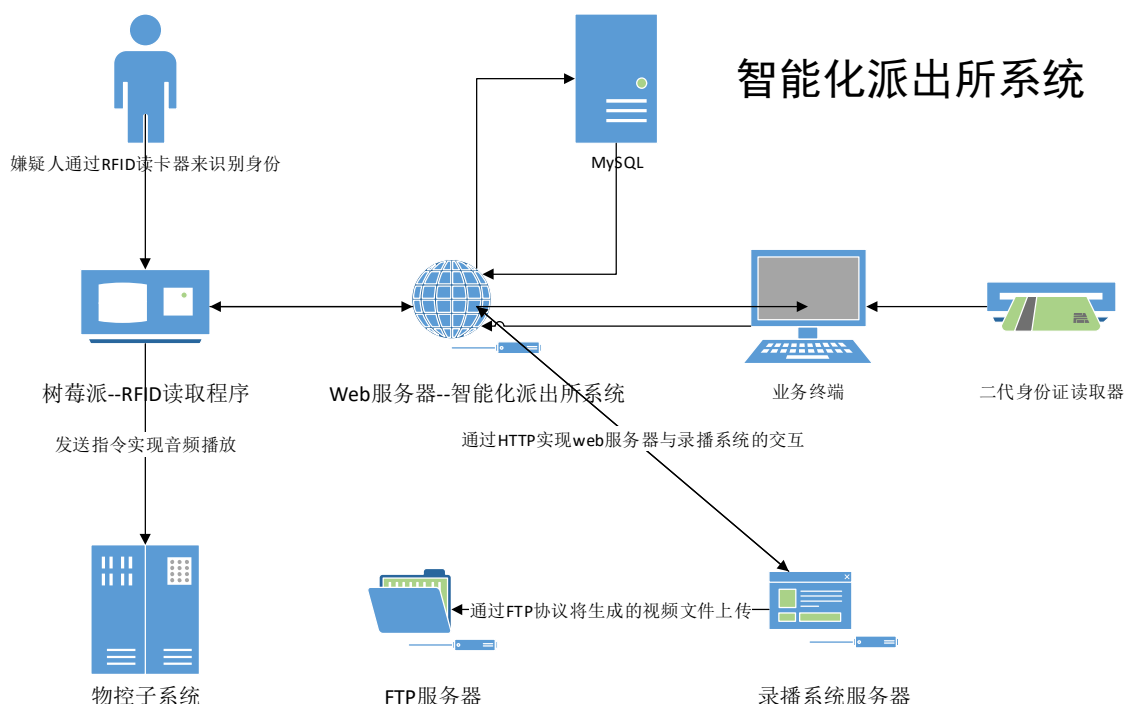 智能化派出所系统
嫌疑人通过RFID读卡器来识别身份
MySQL
树莓派--RFID读取程序
Web服务器--智能化派出所系统
业务终端
二代身份证读取器
发送指令实现音频播放
通过HTTP实现web服务器与录播系统的交互
通过FTP协议将生成的视频文件上传
物控子系统
FTP服务器
录播系统服务器